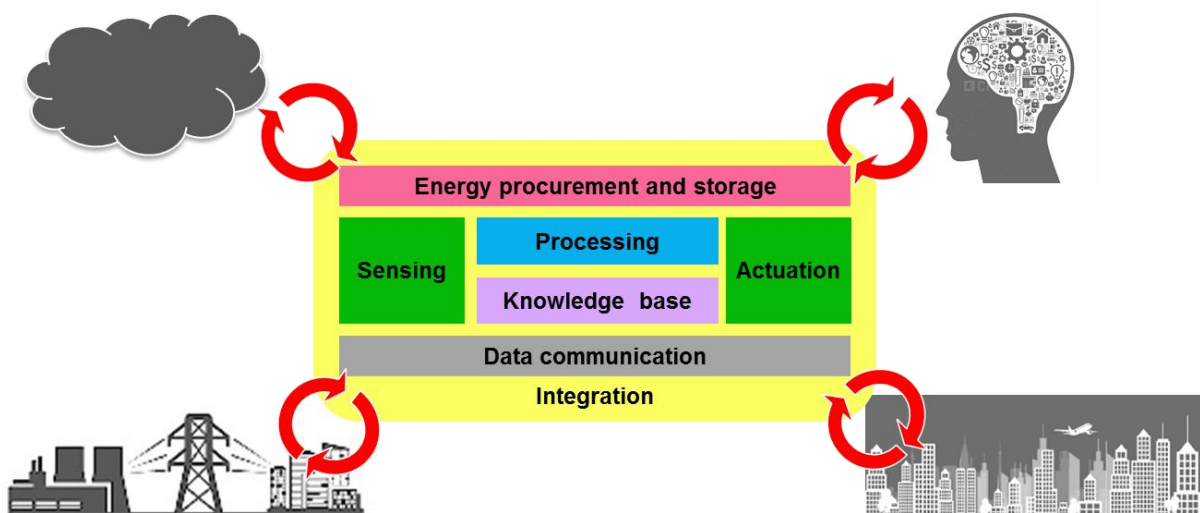 Energy procurement and storage
Sensing
Processing
Knowledge base
Actuation
Data communication
Integration